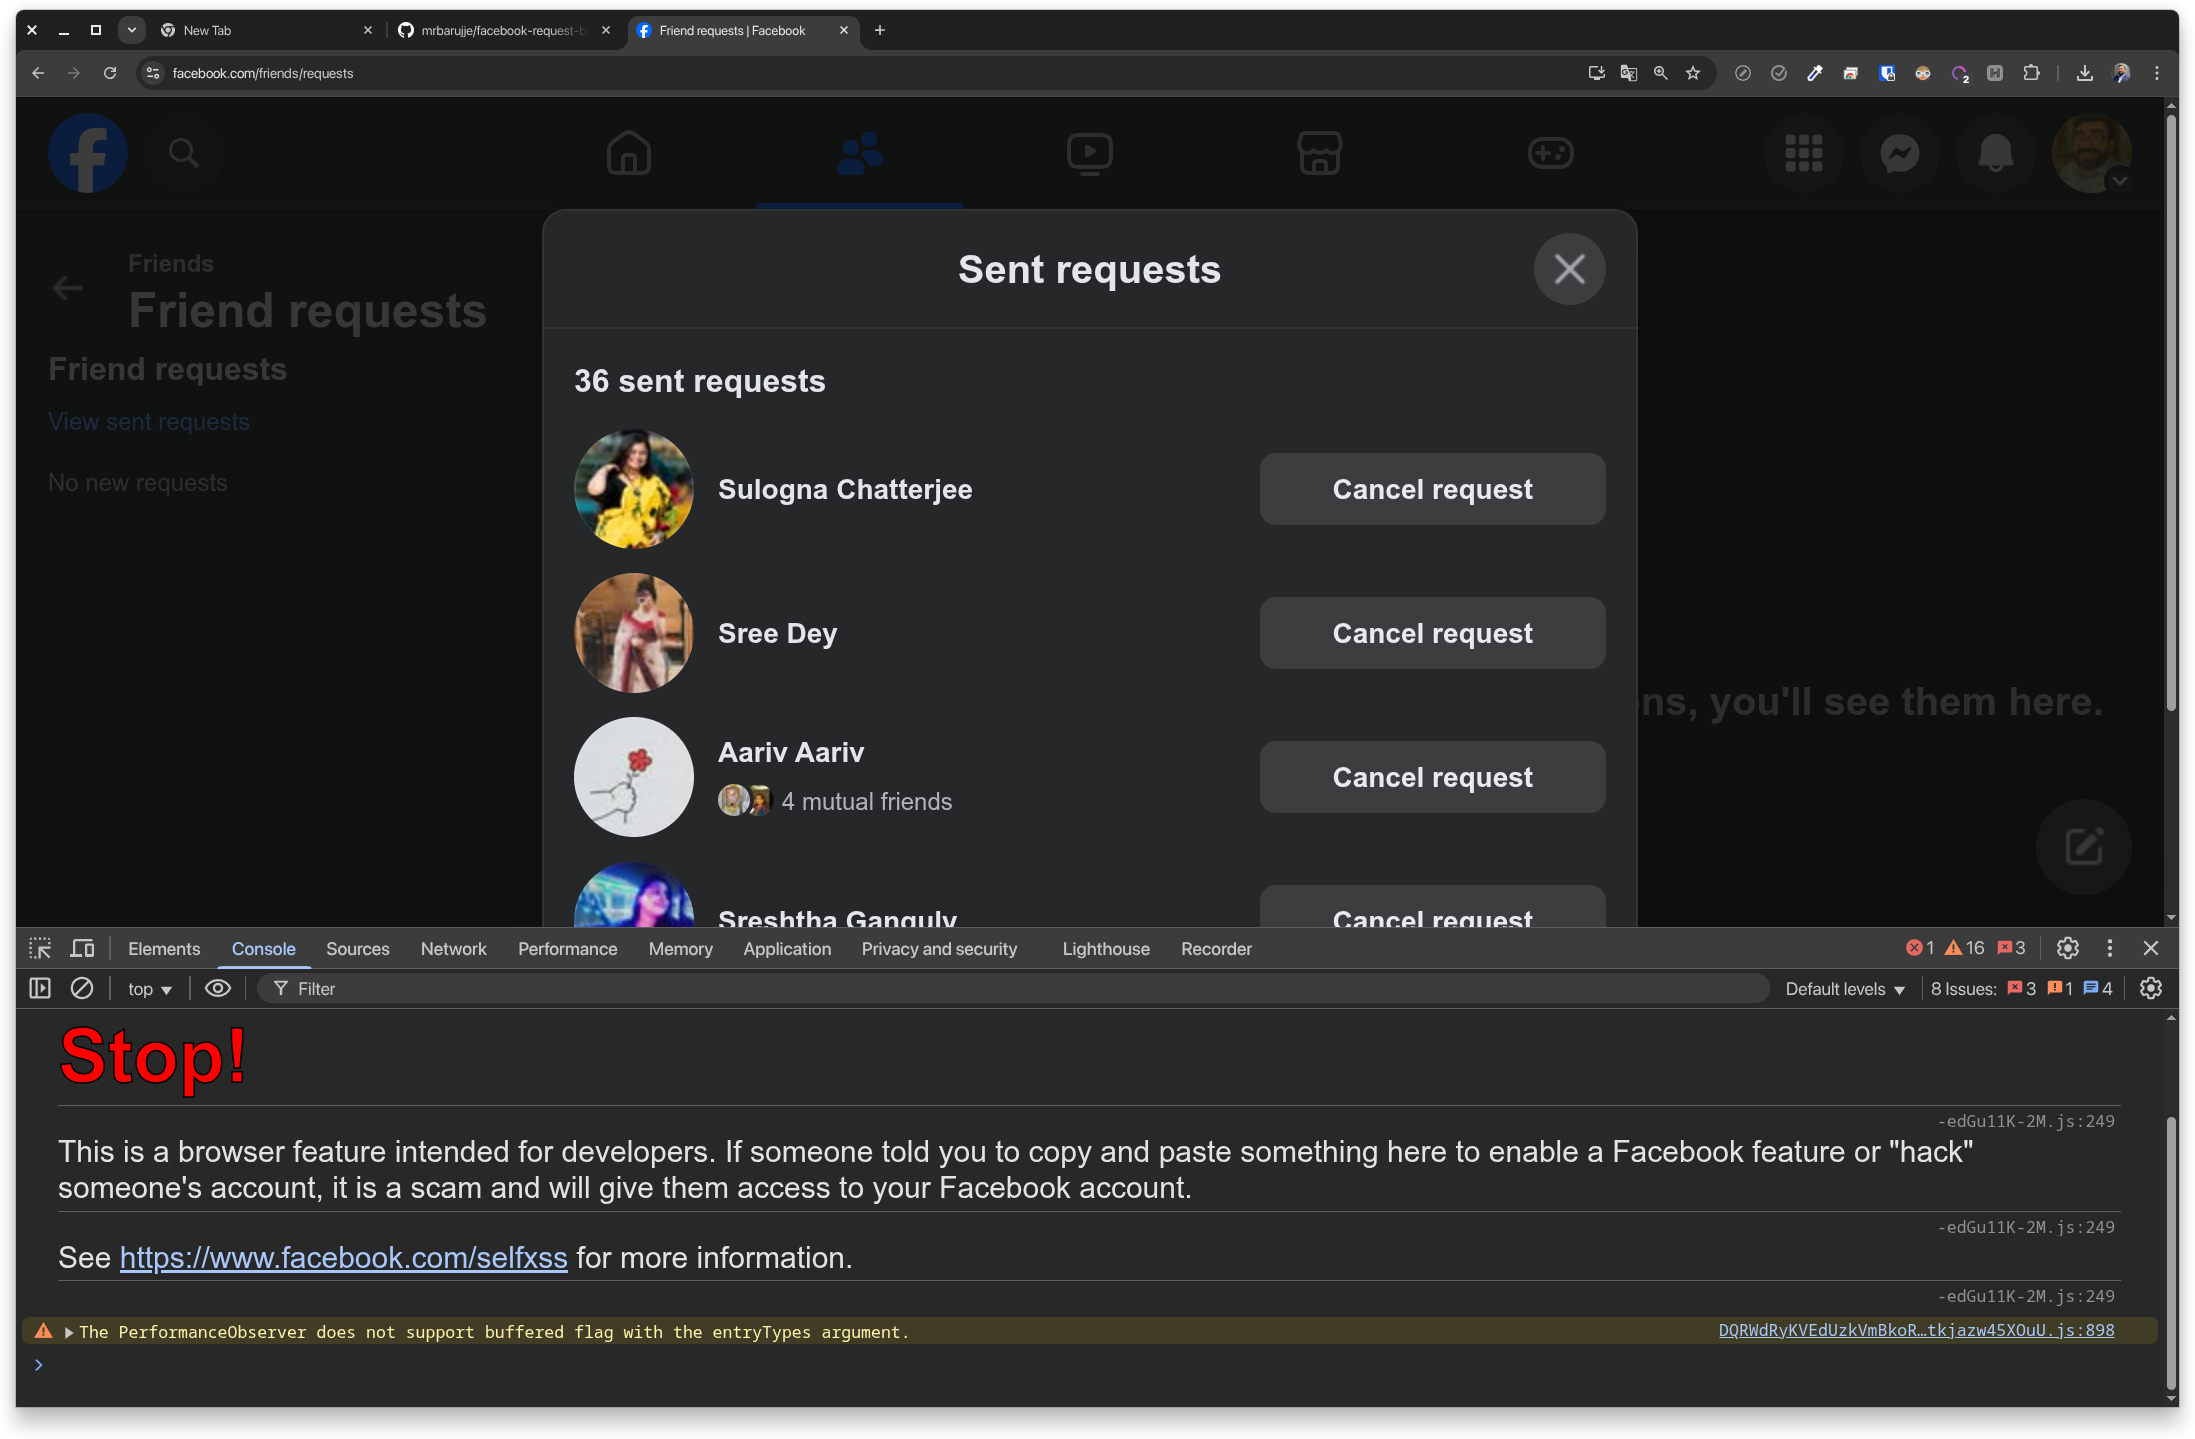 New Tab
mrbarujje/facebook-request-b
Friend requests | Facebook
facebook.com/friends/requests
2
Friends
Friend requests
Friend requests
View sent requests
No new requests
Sent requests
36 sent requests
Sulogna Chatterjee
Cancel request
Sree Dey
Cancel request
Aariv Aariv
4 mutual friends
Cancel request
Sreshtha Ganguly
Cancel request
ns, you'll see them here.
Elements
Console
Sources
Network
Performance
Memory
Application
Privacy and security
Lighthouse
Recorder
1
16
3
top
Filter
Default levels
8 Issues:
3
1
4
Stop!
-edGu11K-2M.js:249
This is a browser feature intended for developers. If someone told you to copy and paste something here to enable a Facebook feature or "hack"
someone's account, it is a scam and will give them access to your Facebook account.
-edGu11K-2M.js:249
See https://www.facebook.com/selfxss for more information.
-edGu11K-2M.js:249
The PerformanceObserver does not support buffered flag with the entryTypes argument.
DQRWdRyKVEdUzkVmBkoR…tkjazw45XOuU.js:898